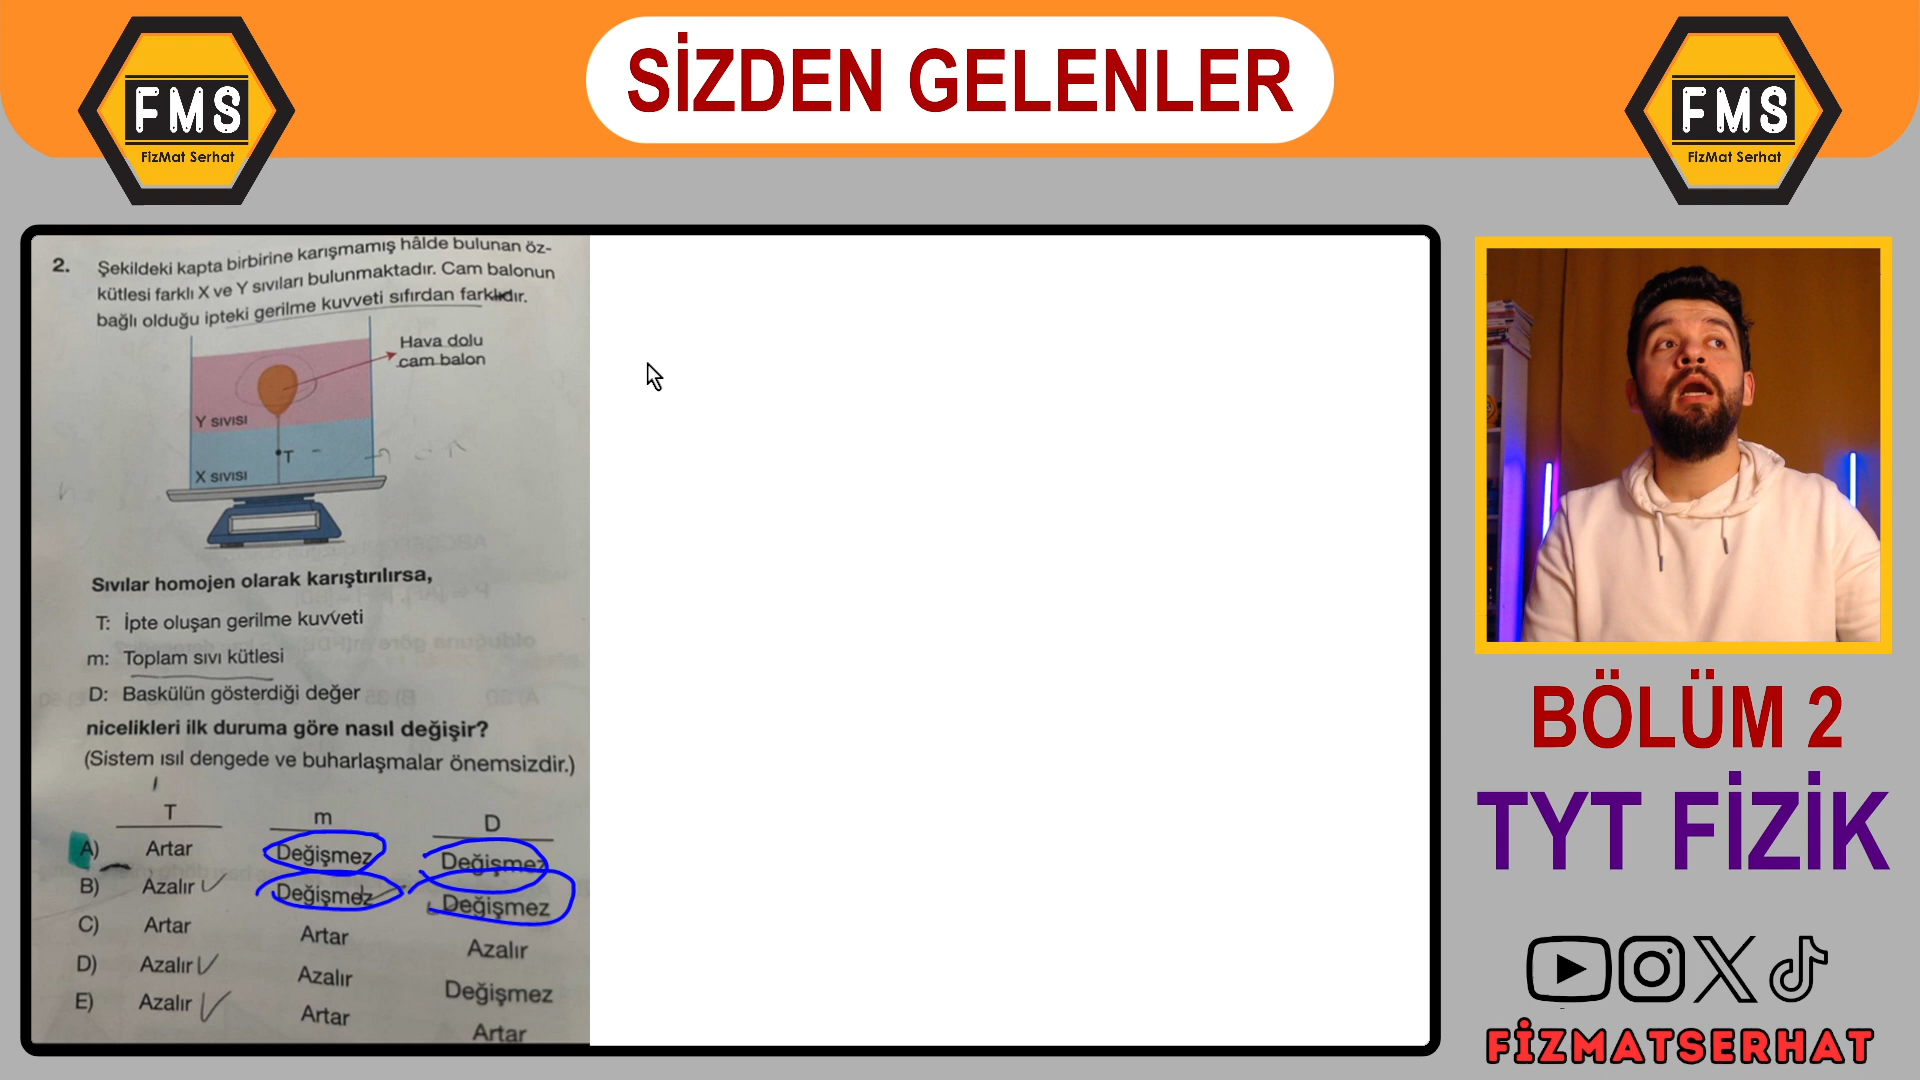 SİZDEN GELENLER
FMS
FizMat Serhat
FMS
FizMat Serhat
2. Şekildeki kapta birbirine karışmamış hâlde bulunan öz-
kütlesi farklı X ve Y sıvıları bulunmaktadır. Cam balonun
bağlı olduğu ipteki gerilme kuvveti sıfırdan farklıdır.
Hava dolu
cam balon
Y sıvısı
T
X sıvısı
Sıvılar homojen olarak karıştırılırsa,
T: İpte oluşan gerilme kuvveti
m: Toplam sıvı kütlesi
D: Baskülün gösterdiği değer
nicelikleri ilk duruma göre nasıl değişir?
(Sistem ısıl dengede ve buharlaşmalar önemsizdir.)
T m D
A) Artar Değişmez Değişmez
B) Azalır Değişmez Değişmez
C) Artar Artar Azalır
D) Azalır Azalır Değişmez
E) Azalır Artar Artar
BÖLÜM 2
TYT FİZİK
FİZMATSERHAT